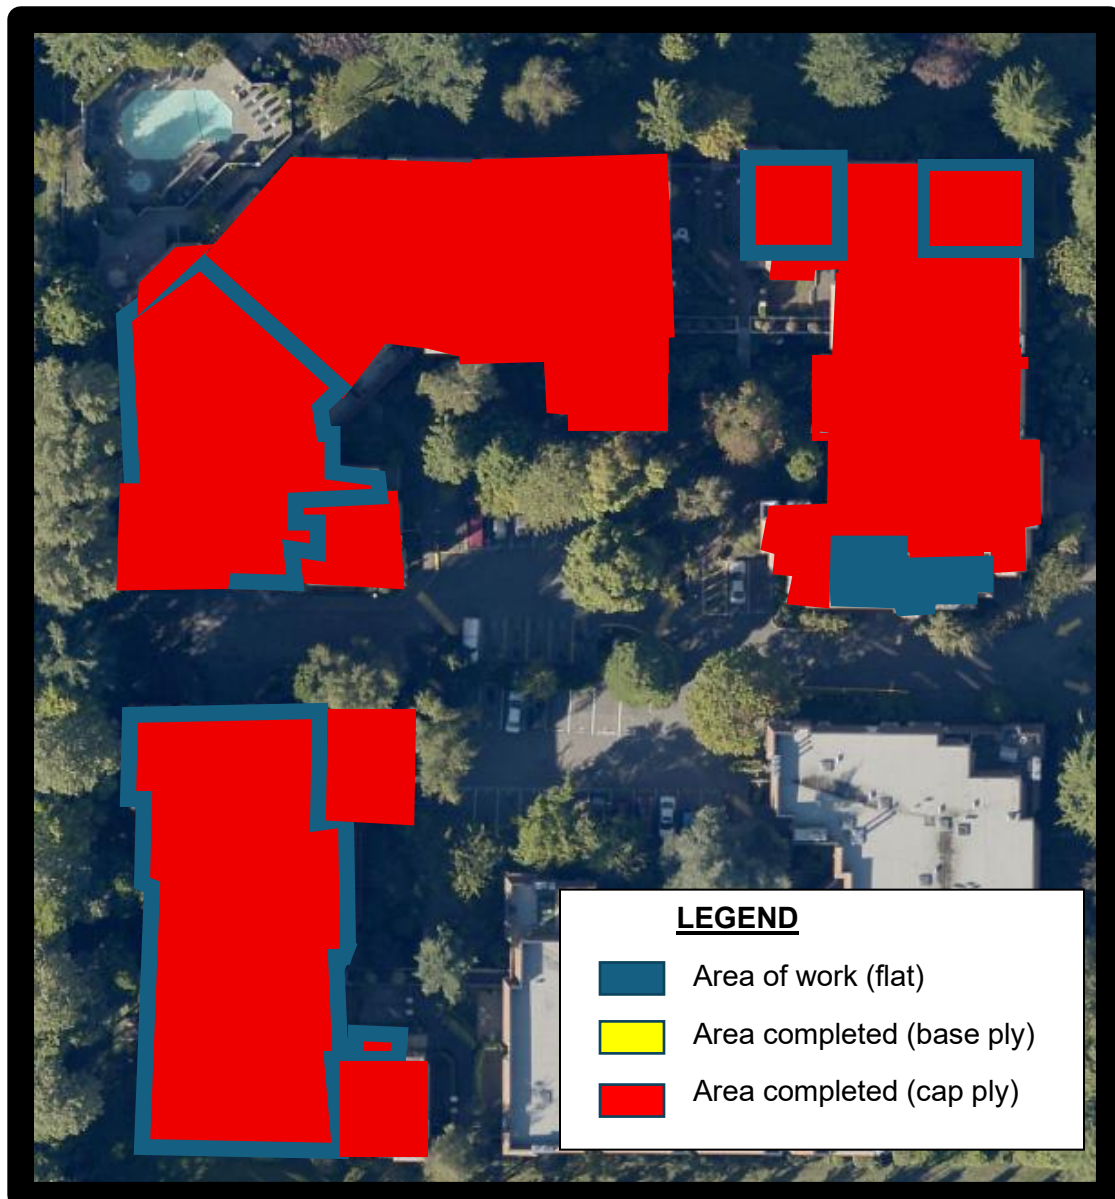 LEGEND
Area of work (flat)
Area completed (base ply)
Area completed (cap ply)